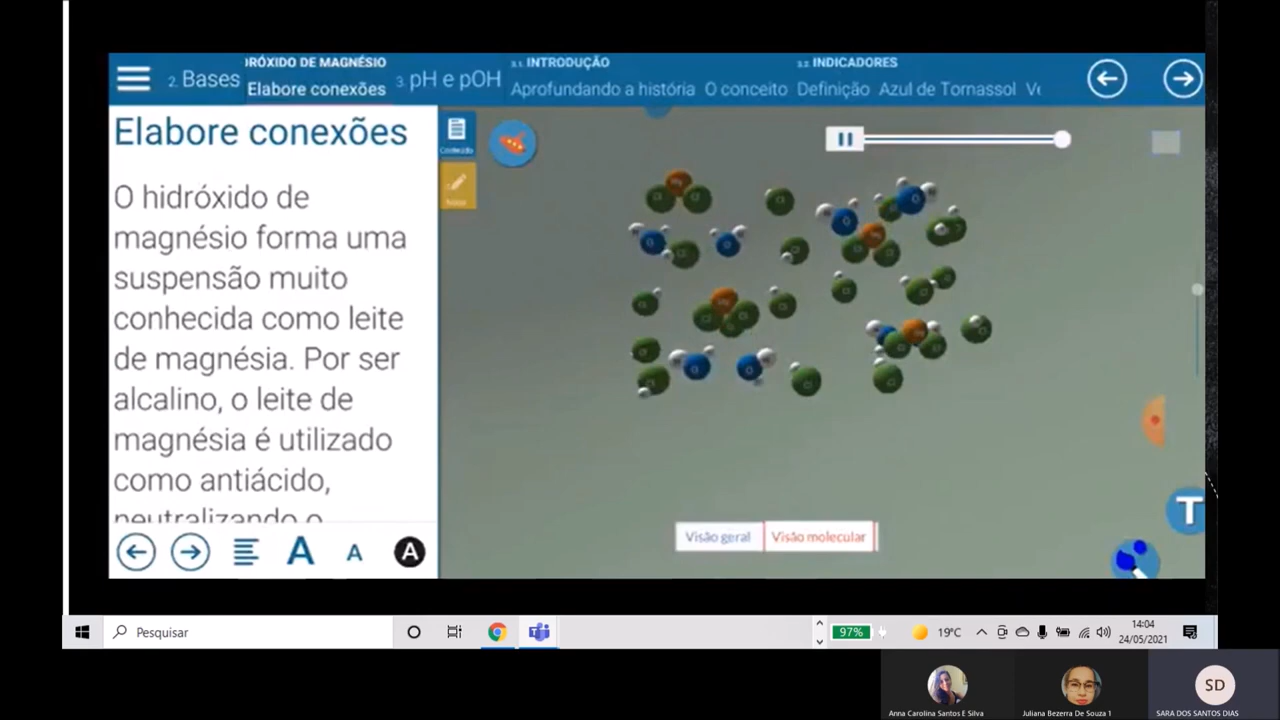 2. Bases
DRÓXIDO DE MAGNÉSIO
Elabore conexões
3. pH e pOH
3.1. INTRODUÇÃO
Aprofundando a história O conceito
3.2. INDICADORES
Definição Azul de Tornassol
Elabore conexões
O hidróxido de
magnésio forma uma
suspensão muito
conhecida como leite
de magnésia. Por ser
alcalino, o leite de
magnésia é utilizado
como antiácido,
neutralizando o
A A A
Conteúdo
T
Visão geral Visão molecular
Pesquisar
97%
19°C
14:04
24/05/2021
Anna Carolina Santos E Silva
Juliana Bezerra De Souza 1
SD
SARA DOS SANTOS DIAS